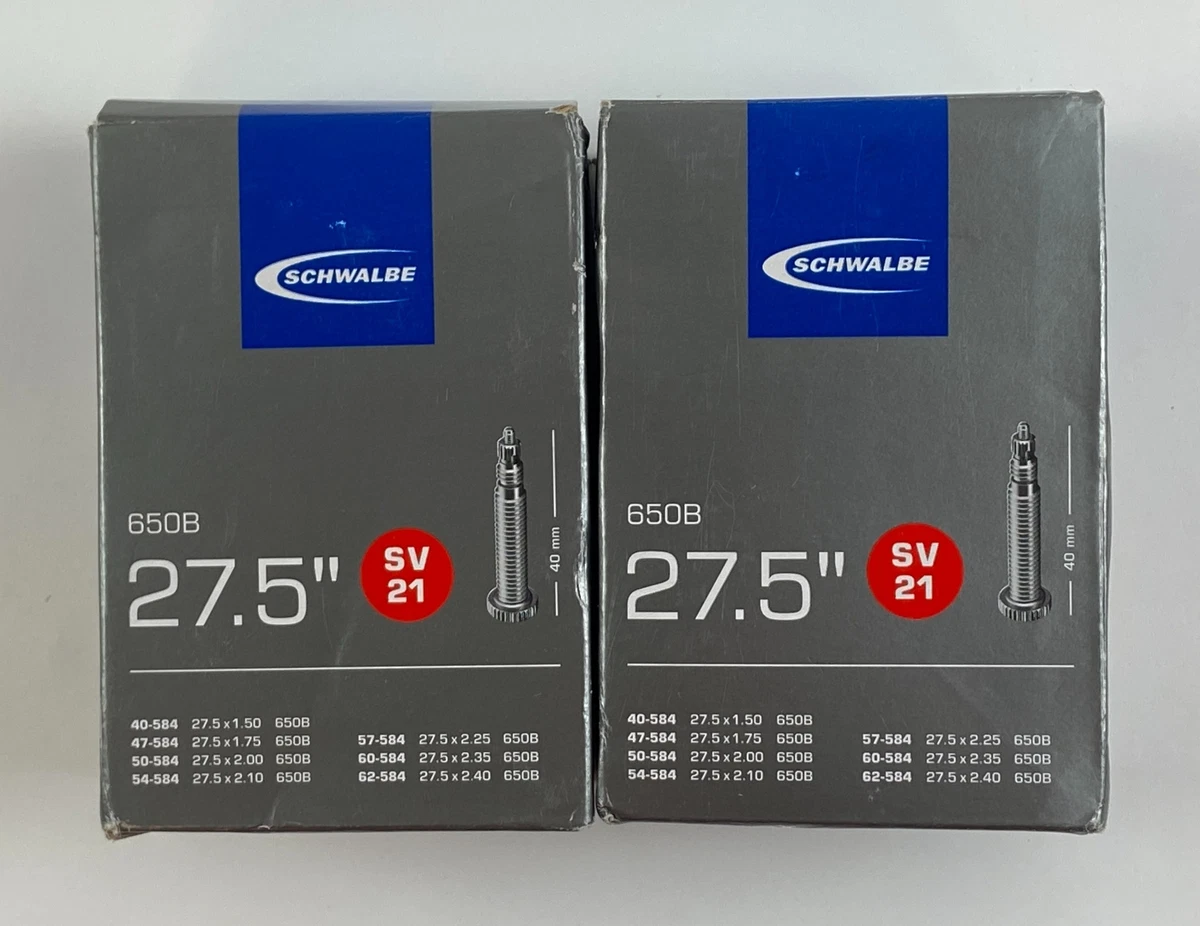 SCHWALBE
650B
27.5"
SV
21
40 mm
40-584 27.5 x 1.50 650B
47-584 27.5 x 1.75 650B
50-584 27.5 x 2.00 650B
54-584 27.5 x 2.10 650B
57-584 27.5 x 2.25 650B
60-584 27.5 x 2.35 650B
62-584 27.5 x 2.40 650B
SCHWALBE
650B
27.5"
SV
21
40 mm
40-584 27.5 x 1.50 650B
47-584 27.5 x 1.75 650B
50-584 27.5 x 2.00 650B
54-584 27.5 x 2.10 650B
57-584 27.5 x 2.25 650B
60-584 27.5 x 2.35 650B
62-584 27.5 x 2.40 650B